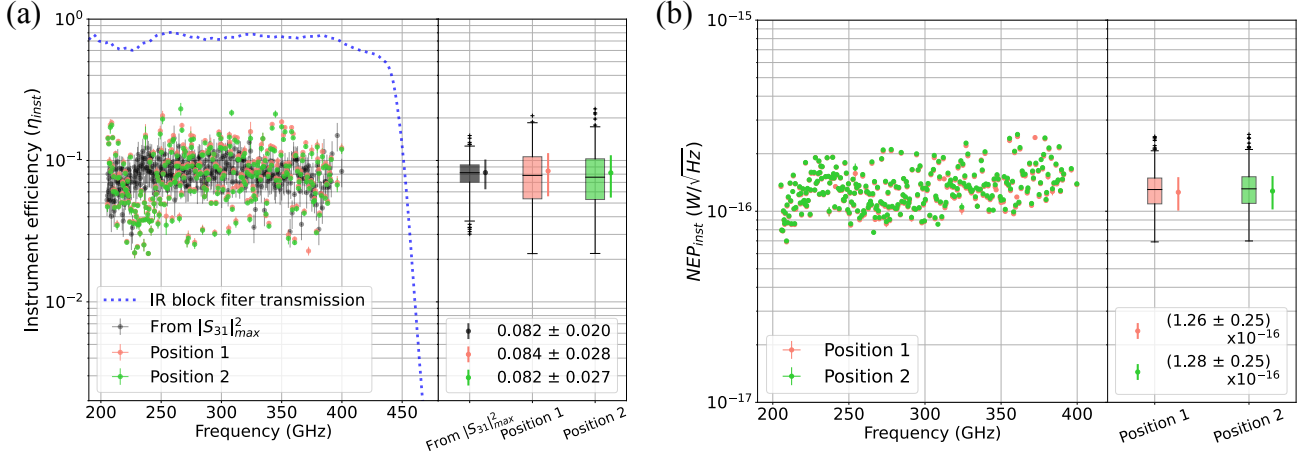 (a)
Instrument efficiency (η_inst)
10^0
10^-1
10^-2
IR block fiter transmission
From |S_31|^2_max
Position 1
Position 2
200 250 300 350 400 450
Frequency (GHz)
0.082 ± 0.020
0.084 ± 0.028
0.082 ± 0.027
From |S_31|^2_max Position 1 Position 2
(b)
NEP_inst (W/√Hz)
10^-15
10^-16
10^-17
Position 1
Position 2
200 250 300 350 400
Frequency (GHz)
(1.26 ± 0.25)
x10^-16
(1.28 ± 0.25)
x10^-16
Position 1 Position 2